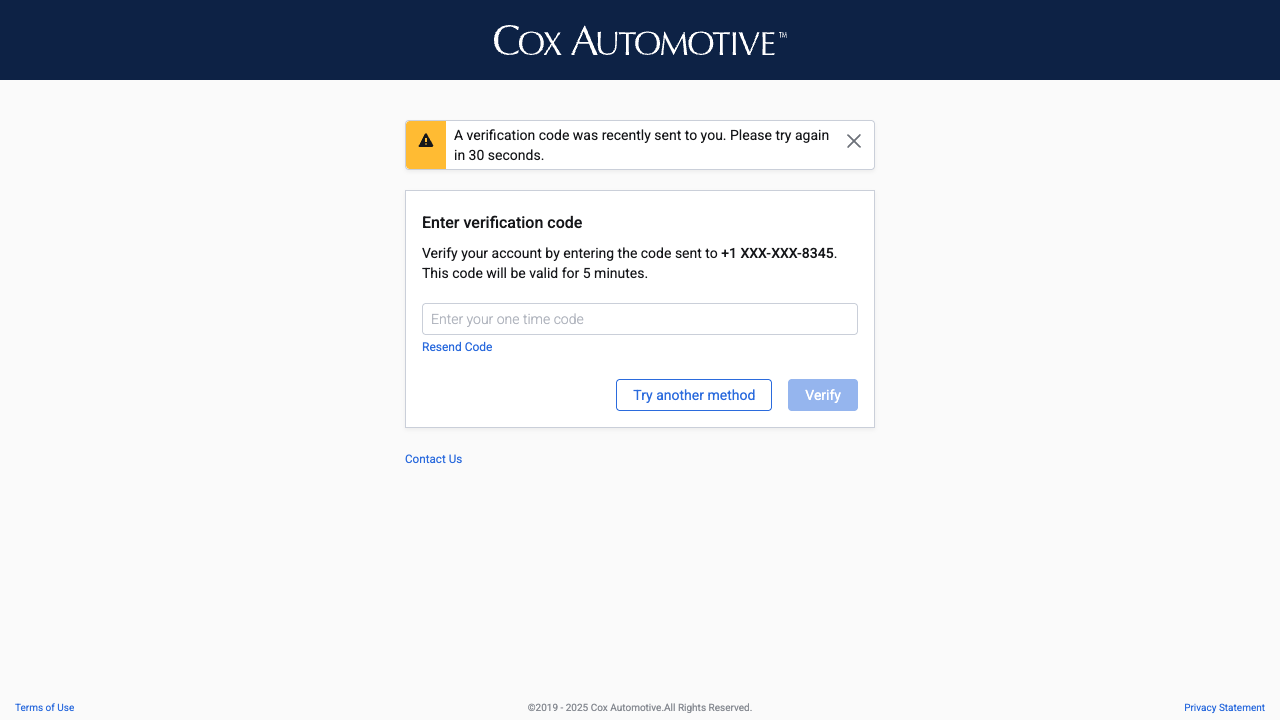 COX AUTOMOTIVE™
A verification code was recently sent to you. Please try again
in 30 seconds.
Enter verification code
Verify your account by entering the code sent to +1 XXX-XXX-8345.
This code will be valid for 5 minutes.
Enter your one time code
Resend Code
Try another method
Verify
Contact Us
Terms of Use
©2019 - 2025 Cox Automotive.All Rights Reserved.
Privacy Statement